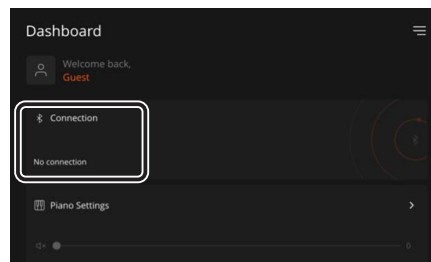 Dashboard
Welcome back,
Guest
Connection
No connection
Piano Settings
0